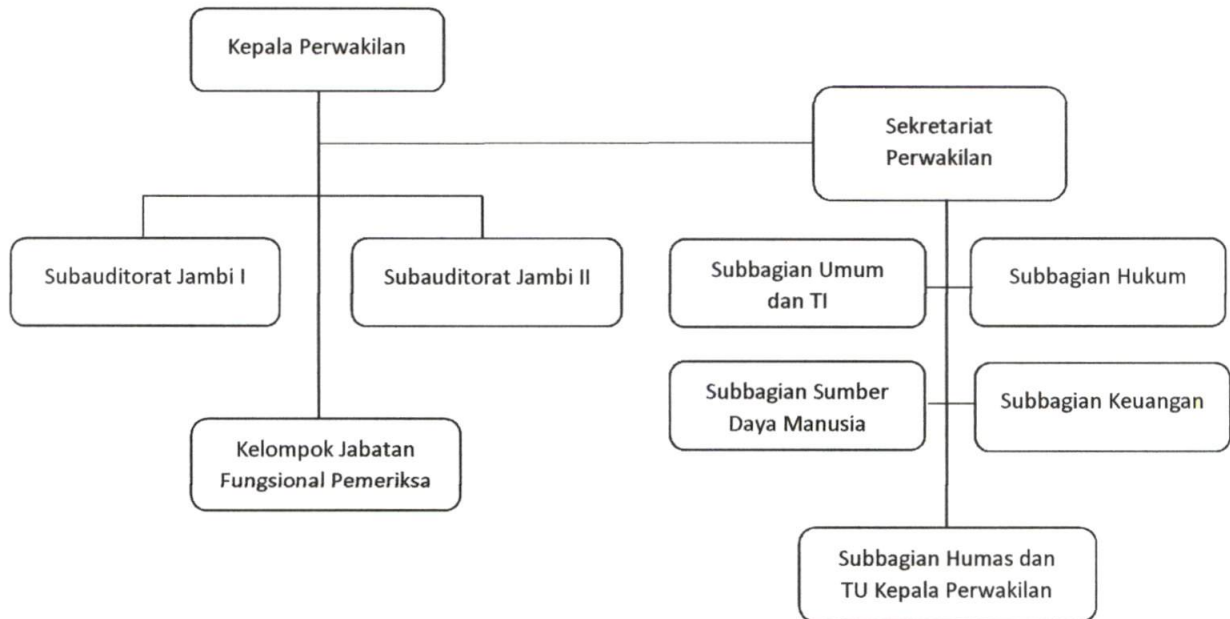 Kepala Perwakilan
Sekretariat
Perwakilan
Subauditorat Jambi I
Subauditorat Jambi II
Subbagian Umum
dan TI
Subbagian Hukum
Subbagian Sumber
Daya Manusia
Subbagian Keuangan
Kelompok Jabatan
Fungsional Pemeriksa
Subbagian Humas dan
TU Kepala Perwakilan